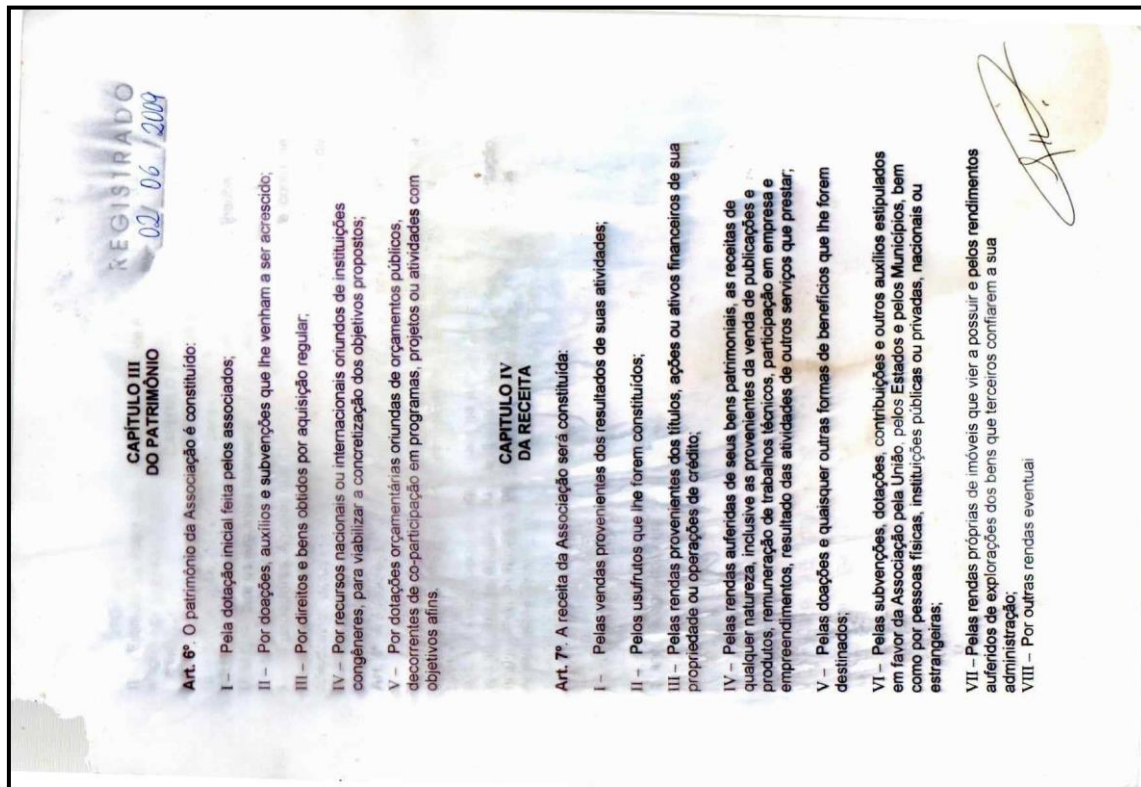 REGISTRADO
02/06/2009
CAPÍTULO III
DO PATRIMÔNIO
Art. 6º. O patrimônio da Associação é constituído:
I – Pela dotação inicial feita pelos associados;
II – Por doações, auxílios e subvenções que lhe venham a ser acrescido;
III – Por direitos e bens obtidos por aquisição regular;
IV – Por recursos nacionais ou internacionais oriundos de instituições
congêneres, para viabilizar a concretização dos objetivos propostos;
V – Por dotações orçamentárias oriundas de orçamentos públicos,
decorrentes de co-participação em programas, projetos ou atividades com
objetivos afins.
CAPITULO IV
DA RECEITA
Art. 7º. A receita da Associação será constituída:
I – Pelas vendas provenientes dos resultados de suas atividades;
II – Pelos usufrutos que lhe forem constituídos;
III – Pelas rendas provenientes dos títulos, ações ou ativos financeiros de sua
propriedade ou operações de crédito;
IV – Pelas rendas auferidas de seus bens patrimoniais, as receitas de
qualquer natureza, inclusive as provenientes da venda de publicações e
produtos, remuneração de trabalhos técnicos, participação em empresa e
empreendimentos, resultado das atividades de outros serviços que prestar;
V – Pelas doações e quaisquer outras formas de benefícios que lhe forem
destinados;
VI – Pelas subvenções, dotações, contribuições e outros auxílios estipulados
em favor da Associação pela União, pelos Estados e pelos Municípios, bem
como por pessoas físicas, instituições públicas ou privadas, nacionais ou
estrangeiras;
VII – Pelas rendas próprias de imóveis que vier a possuir e pelos rendimentos
auferidos de explorações dos bens que terceiros confiarem a sua
administração;
VIII – Por outras rendas eventuai